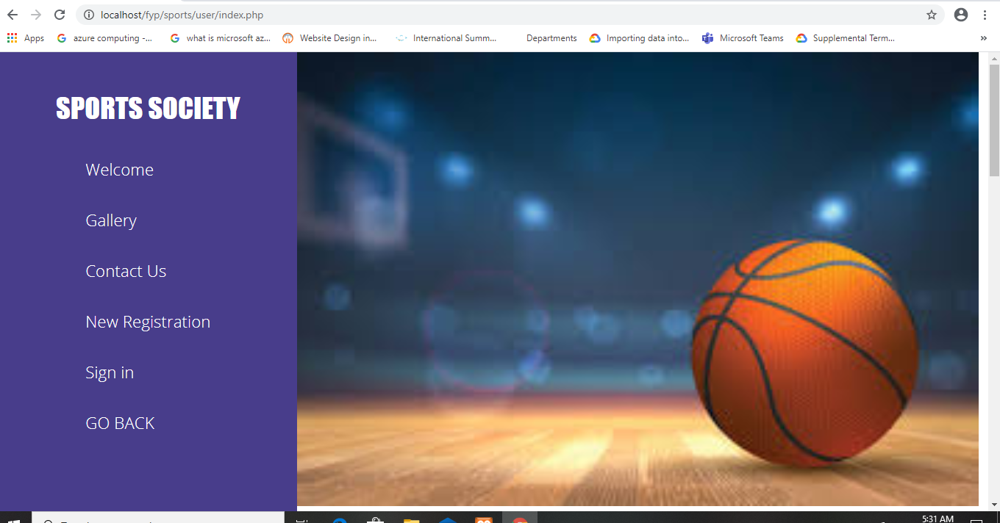 localhost/fyp/sports/user/index.php
Apps azure computing -... what is microsoft az... Website Design in... International Summ... Departments Importing data into... Microsoft Teams Supplemental Term... »
SPORTS SOCIETY
Welcome
Gallery
Contact Us
New Registration
Sign in
GO BACK
5:31 AM